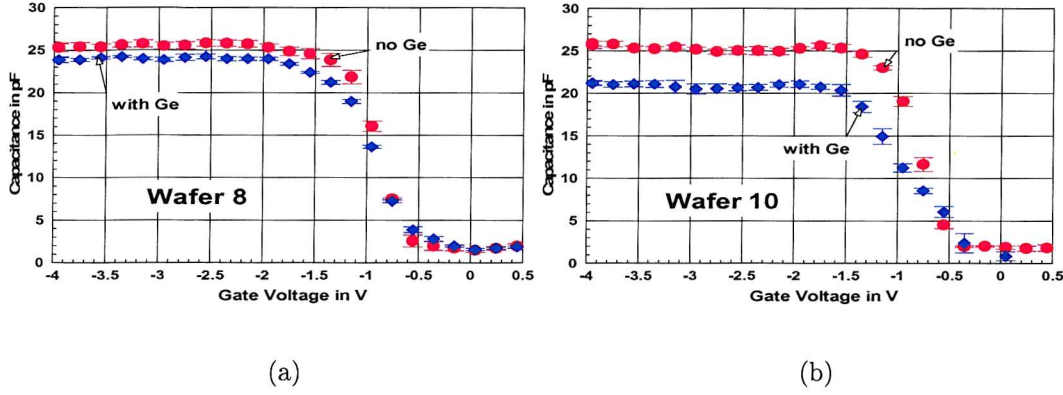 30
25
20
15
10
5
0
Capacitance in pF
no Ge
with Ge
Wafer 8
-4 -3.5 -3 -2.5 -2 -1.5 -1 -0.5 0 0.5
Gate Voltage in V
(a)
30
25
20
15
10
5
0
Capacitance in pF
no Ge
with Ge
Wafer 10
-4 -3.5 -3 -2.5 -2 -1.5 -1 -0.5 0 0.5
Gate Voltage in V
(b)